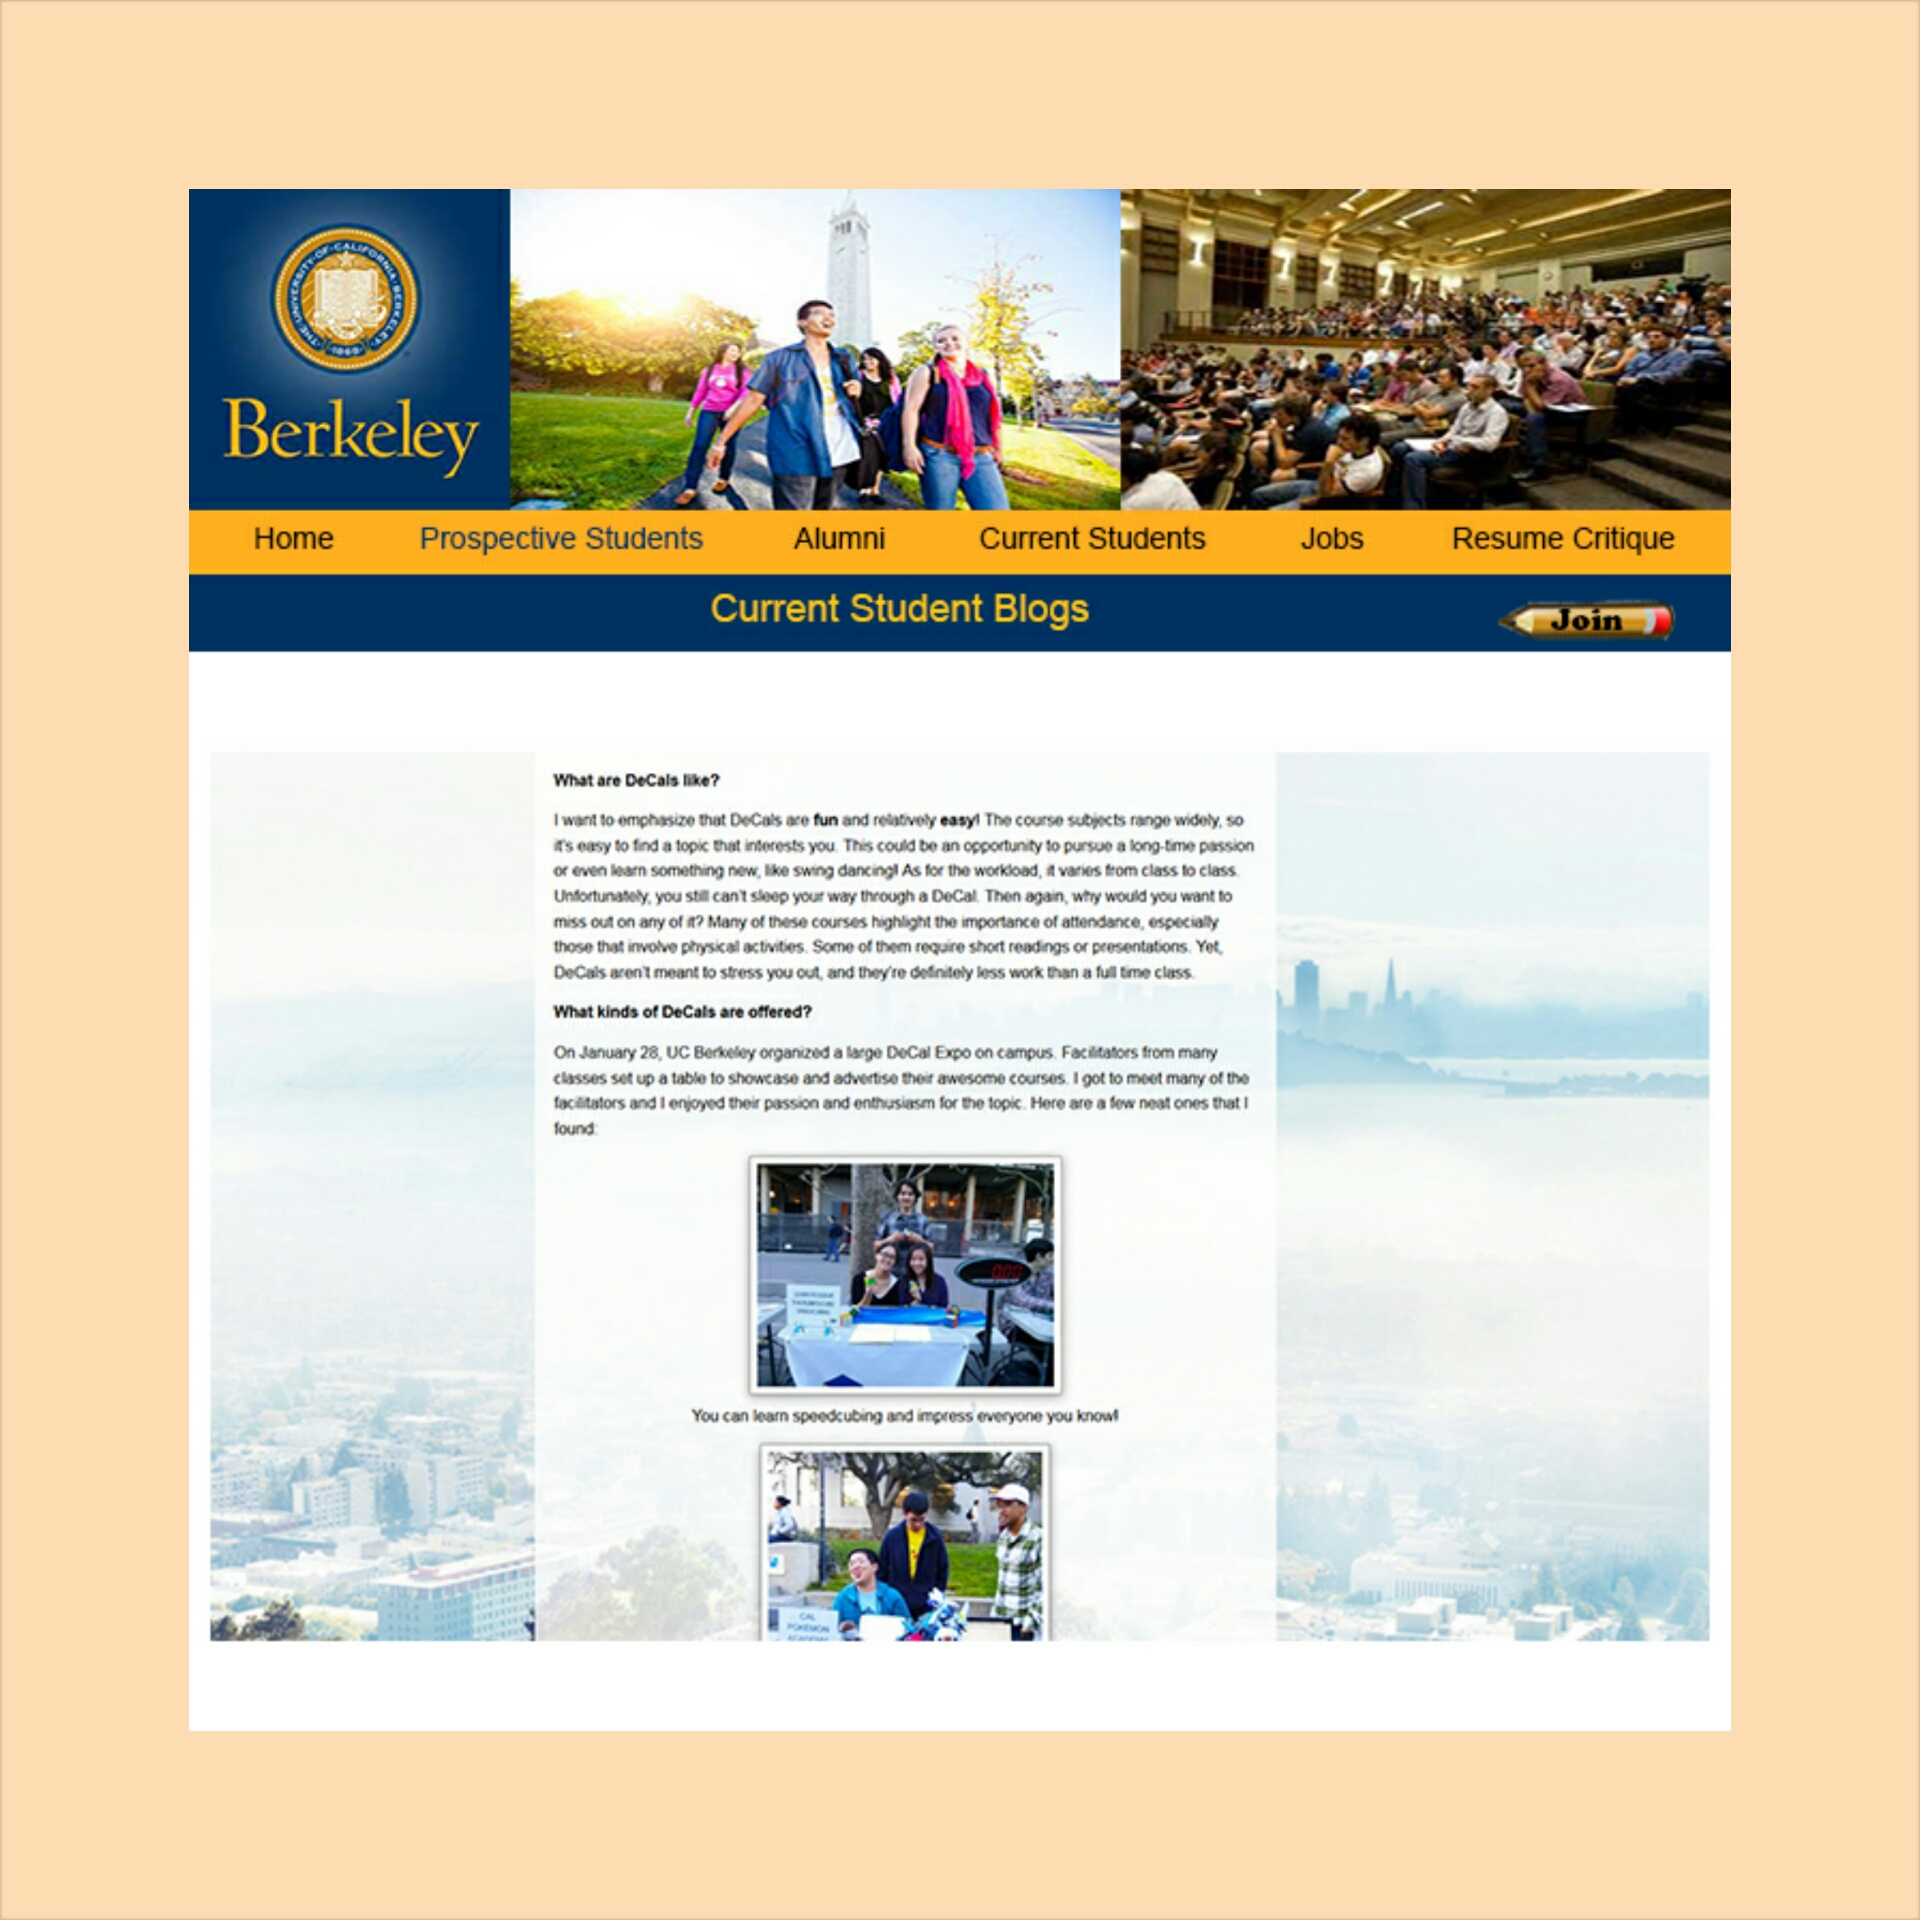 THE·UNIVERSITY·OF·CALIFORNIA·BERKELEY·
·1868·
Berkeley
Home Prospective Students Alumni Current Students Jobs Resume Critique
Current Student Blogs
Join
What are DeCals like?
I want to emphasize that DeCals are fun and relatively easy! The course subjects range widely, so
it's easy to find a topic that interests you. This could be an opportunity to pursue a long-time passion
or even learn something new, like swing dancing! As for the workload, it varies from class to class.
Unfortunately, you still can't sleep your way through a DeCal. Then again, why would you want to
miss out on any of it? Many of these courses highlight the importance of attendance, especially
those that involve physical activities. Some of them require short readings or presentations. Yet,
DeCals aren't meant to stress you out, and they're definitely less work than a full time class.
What kinds of DeCals are offered?
On January 28, UC Berkeley organized a large DeCal Expo on campus. Facilitators from many
classes set up a table to showcase and advertise their awesome courses. I got to meet many of the
facilitators and I enjoyed their passion and enthusiasm for the topic. Here are a few neat ones that I
found:
000
You can learn speedcubing and impress everyone you know!
CAL
POKEMON
ACADEMY